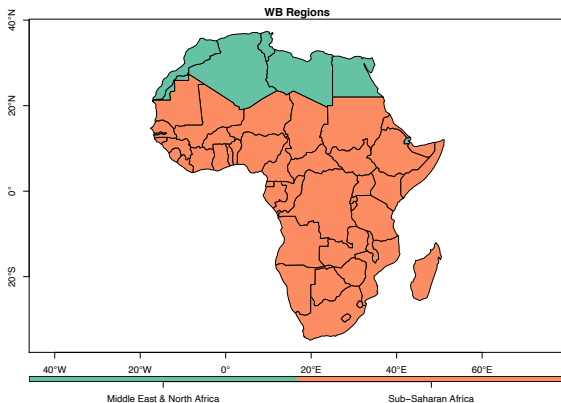 WB Regions
40°N
20°N
0°
20°S
40°W
20°W
0°
20°E
40°E
60°E
Middle East & North Africa
Sub−Saharan Africa